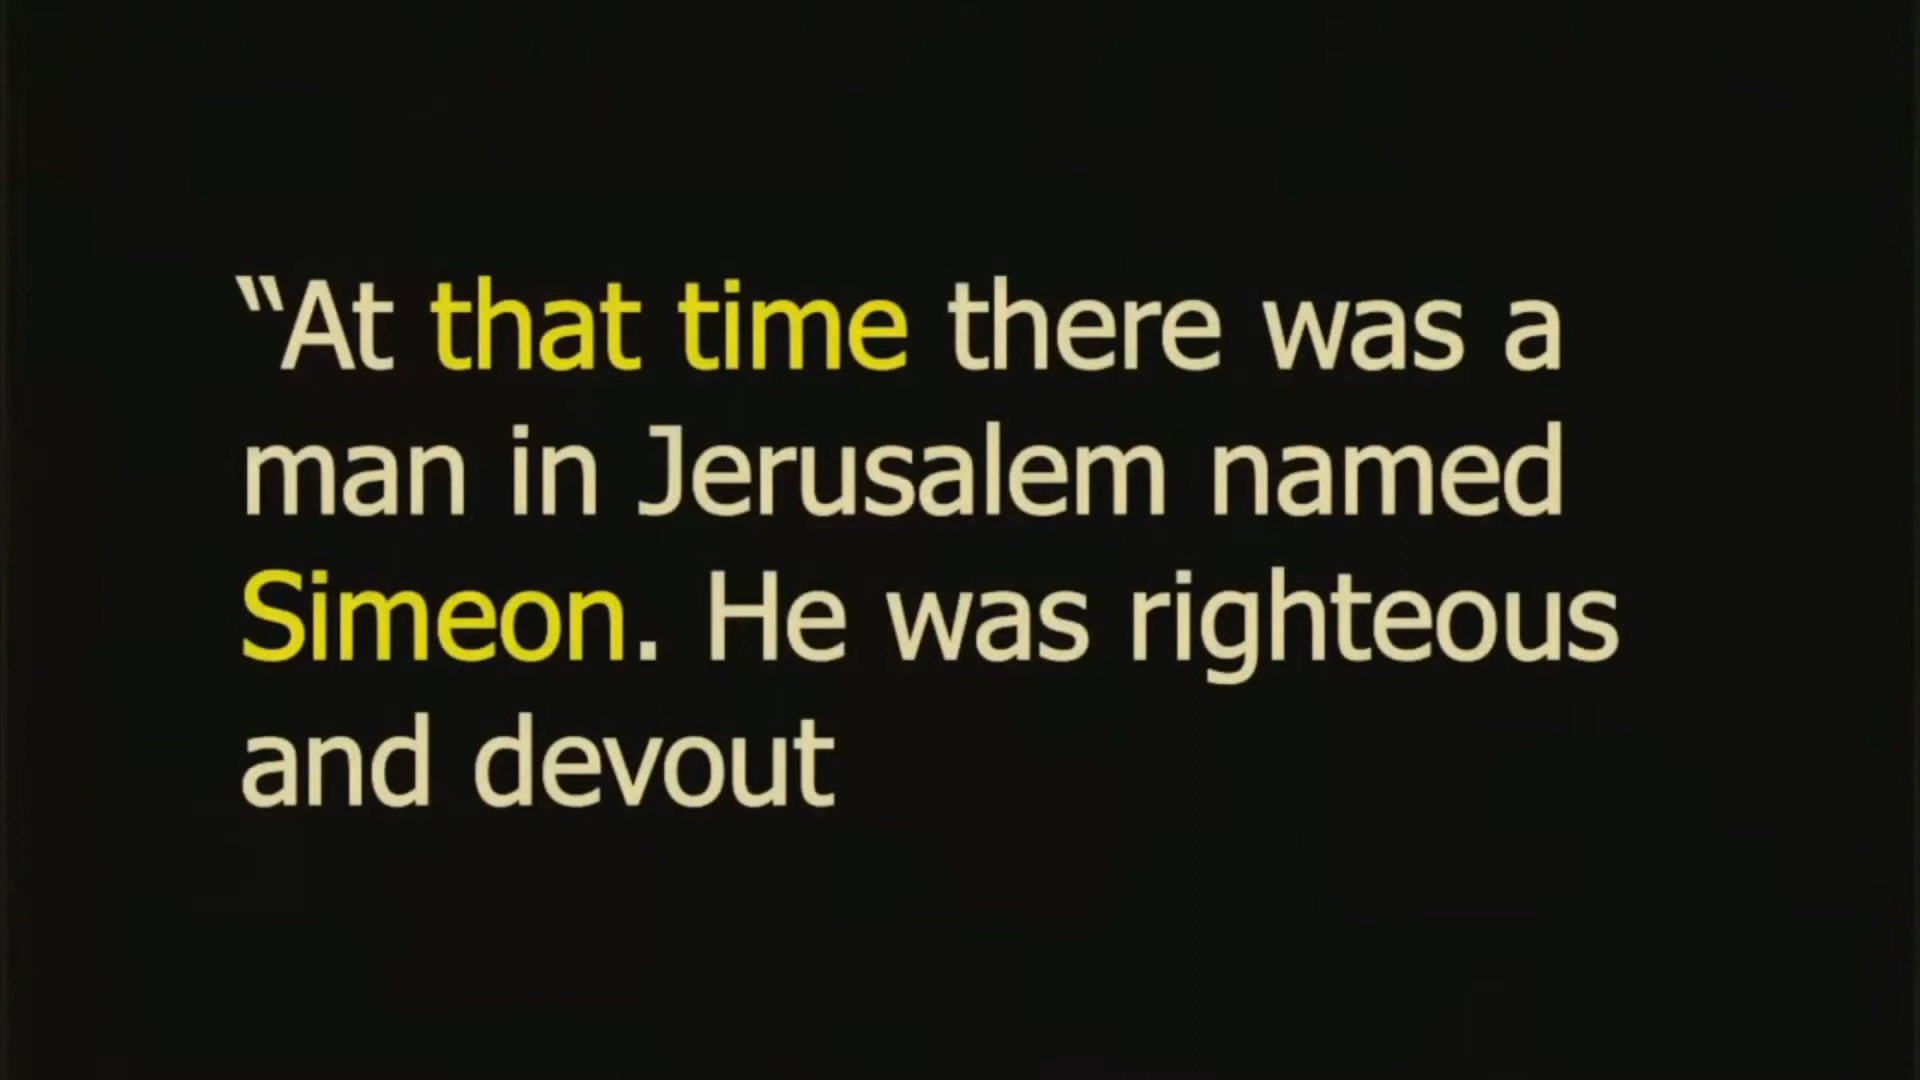 “At that time there was a
man in Jerusalem named
Simeon. He was righteous
and devout